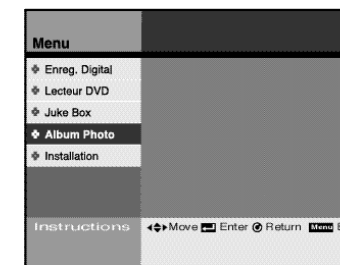 Menu
Enreg. Digital
Lecteur DVD
Juke Box
Album Photo
Installation
Instructions
Move Enter Return Menu E